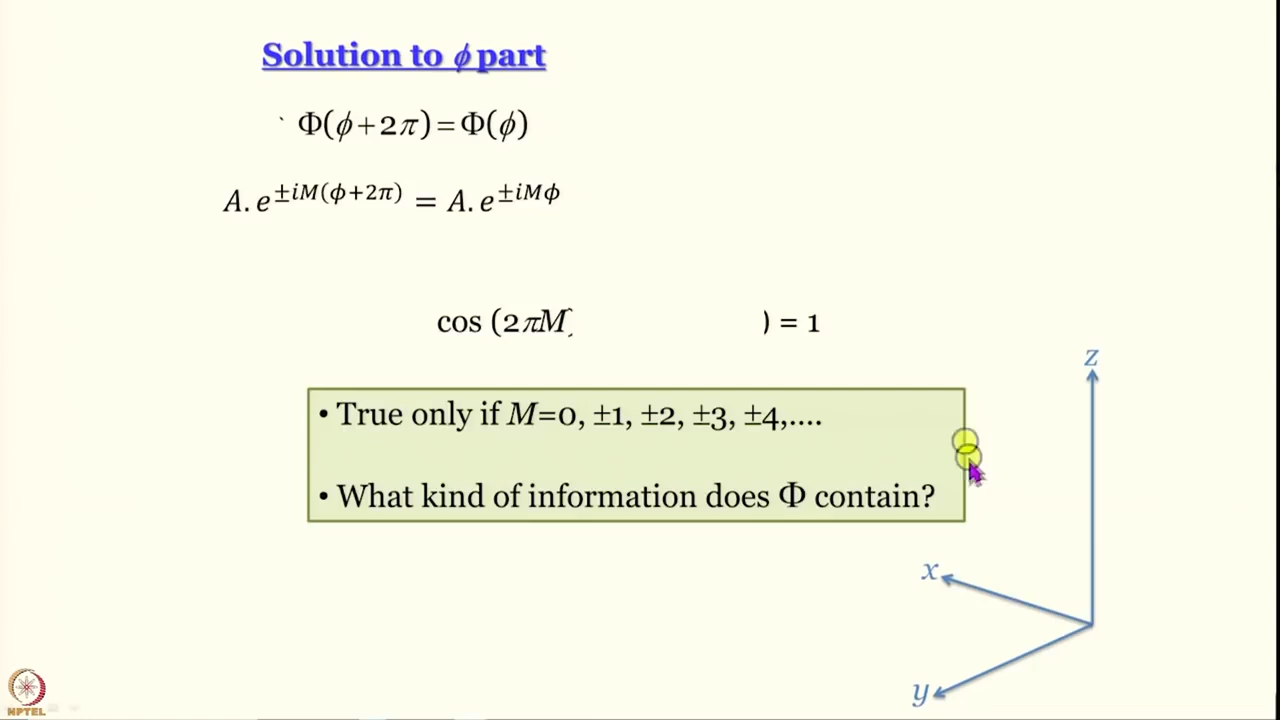 Solution to ϕ part
` Φ(ϕ+2π)=Φ(ϕ)
A. e^{±iM(ϕ+2π)} = A. e^{±iMϕ}
cos (2πM) ) = 1
z
• True only if M=0, ±1, ±2, ±3, ±4,....
• What kind of information does Φ contain?
x
y
NPTEL